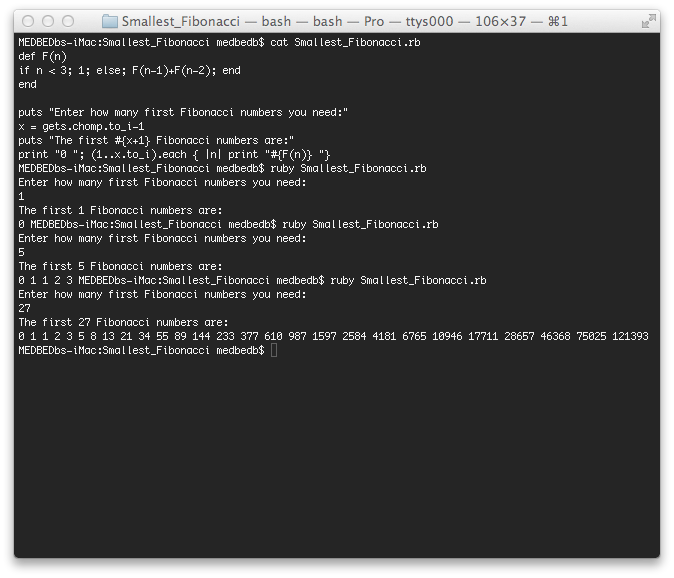 Smallest_Fibonacci — bash — bash — Pro — ttys000 — 106×37 — ⌘1
MEDBEDbs-iMac:Smallest_Fibonacci medbedb$ cat Smallest_Fibonacci.rb
def F(n)
if n < 3; 1; else; F(n-1)+F(n-2); end
end

puts "Enter how many first Fibonacci numbers you need:"
x = gets.chomp.to_i-1
puts "The first #{x+1} Fibonacci numbers are:"
print "0 "; (1..x.to_i).each { |n| print "#{F(n)} "}
MEDBEDbs-iMac:Smallest_Fibonacci medbedb$ ruby Smallest_Fibonacci.rb
Enter how many first Fibonacci numbers you need:
1
The first 1 Fibonacci numbers are:
0 MEDBEDbs-iMac:Smallest_Fibonacci medbedb$ ruby Smallest_Fibonacci.rb
Enter how many first Fibonacci numbers you need:
5
The first 5 Fibonacci numbers are:
0 1 1 2 3 MEDBEDbs-iMac:Smallest_Fibonacci medbedb$ ruby Smallest_Fibonacci.rb
Enter how many first Fibonacci numbers you need:
27
The first 27 Fibonacci numbers are:
0 1 1 2 3 5 8 13 21 34 55 89 144 233 377 610 987 1597 2584 4181 6765 10946 17711 28657 46368 75025 121393
MEDBEDbs-iMac:Smallest_Fibonacci medbedb$